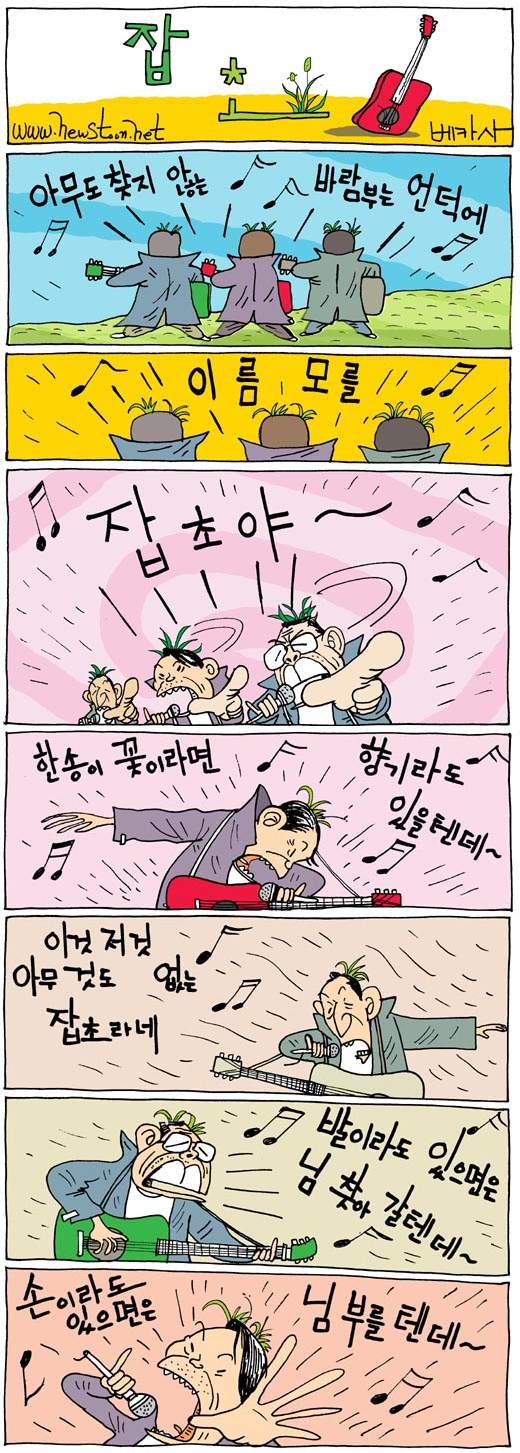 잡초
www.newstoon.net
베카사
아무도 찾지 않는
바람부는 언덕에
이름 모를
잡초야~
한송이 꽃이라면
향기라도
있을텐데~
이것 저것
아무것도 없는
잡초라네
발이라도 있으면은
님 찾아 갈텐데~
손이라도
있으면은
님 부를텐데~